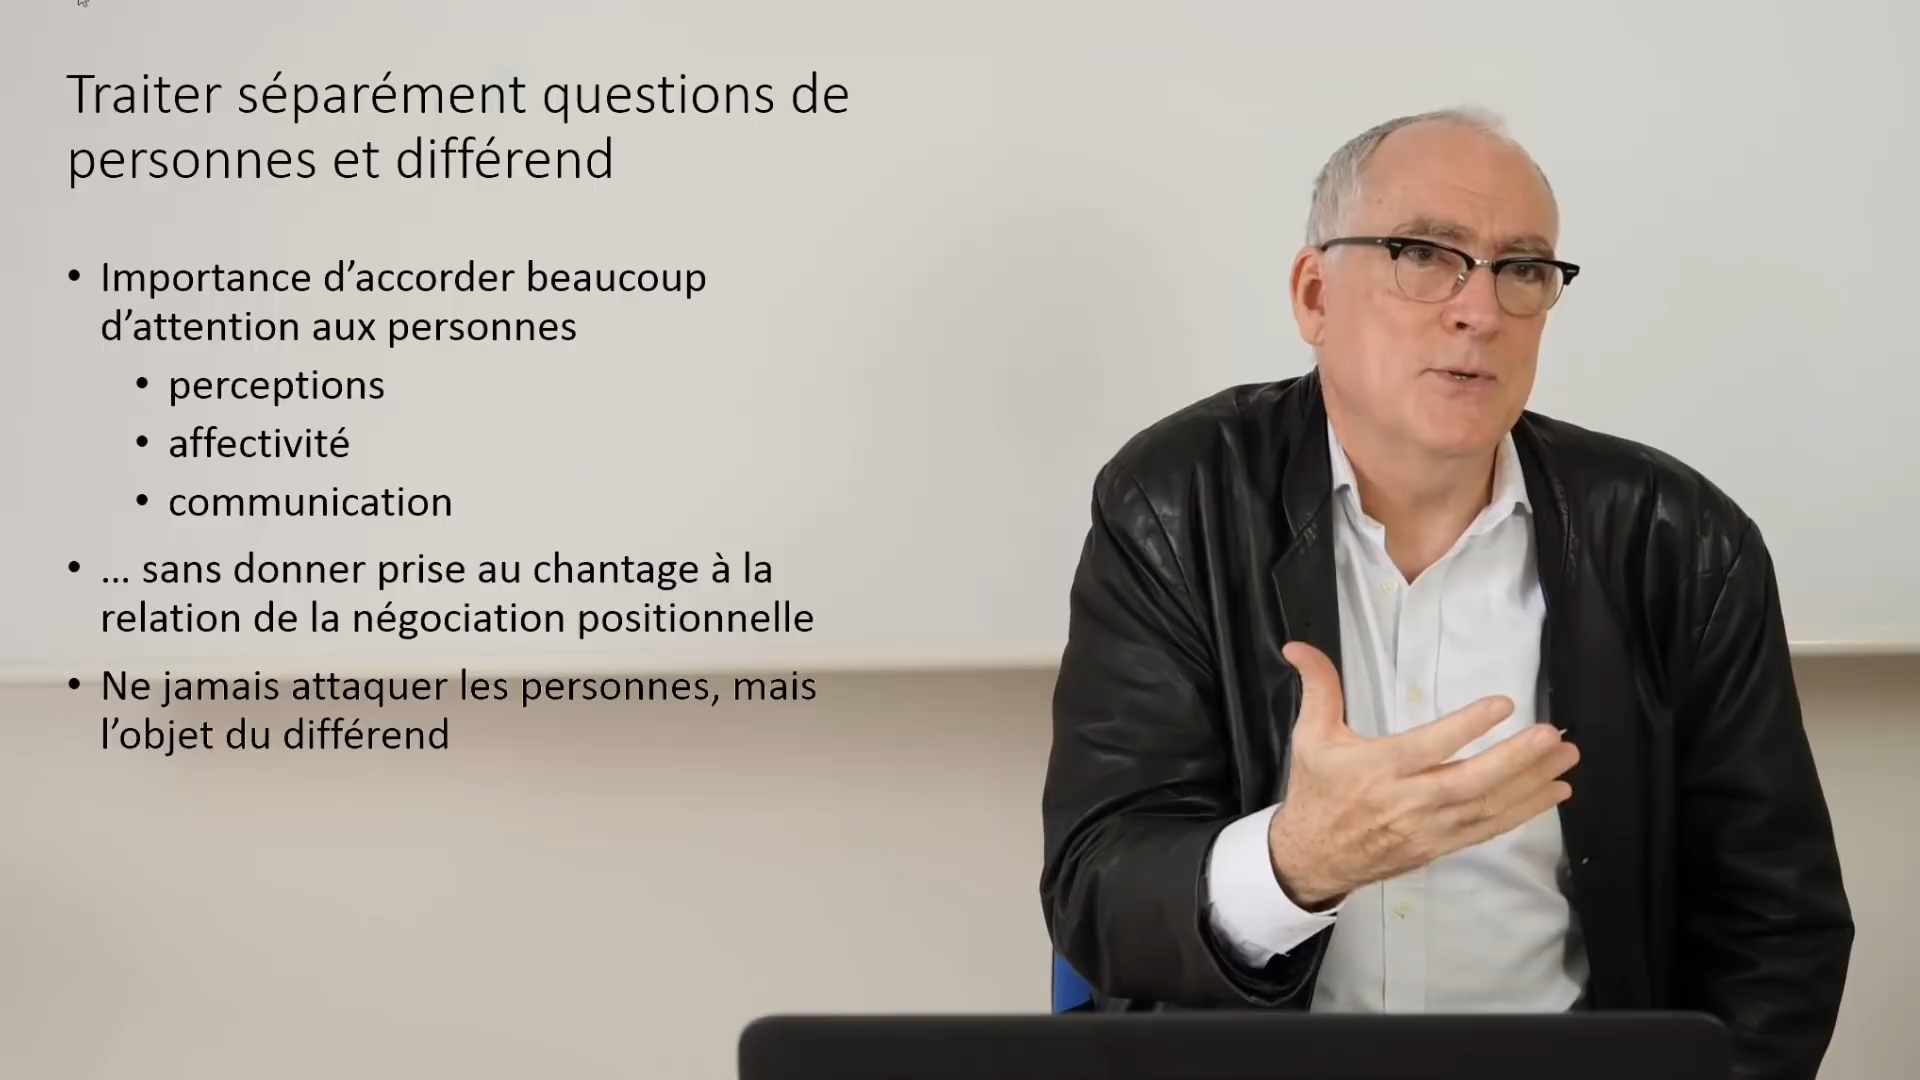 Traiter séparément questions de
personnes et différend
• Importance d’accorder beaucoup
d’attention aux personnes
• perceptions
• affectivité
• communication
• … sans donner prise au chantage à la
relation de la négociation positionnelle
• Ne jamais attaquer les personnes, mais
l’objet du différend